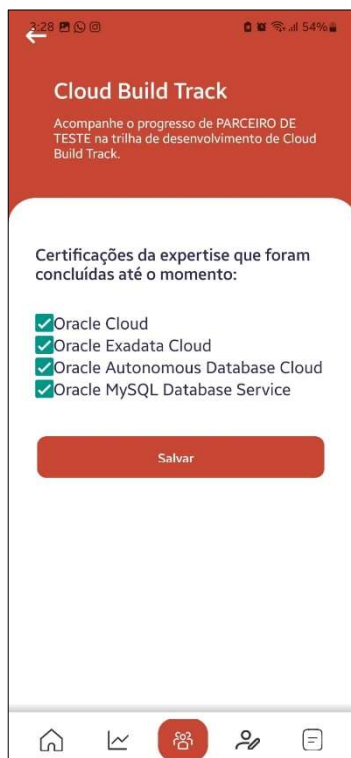 3:28
54%
Cloud Build Track
Acompanhe o progresso de PARCEIRO DE
TESTE na trilha de desenvolvimento de Cloud
Build Track.
Certificações da expertise que foram
concluídas até o momento:
Oracle Cloud
Oracle Exadata Cloud
Oracle Autonomous Database Cloud
Oracle MySQL Database Service
Salvar